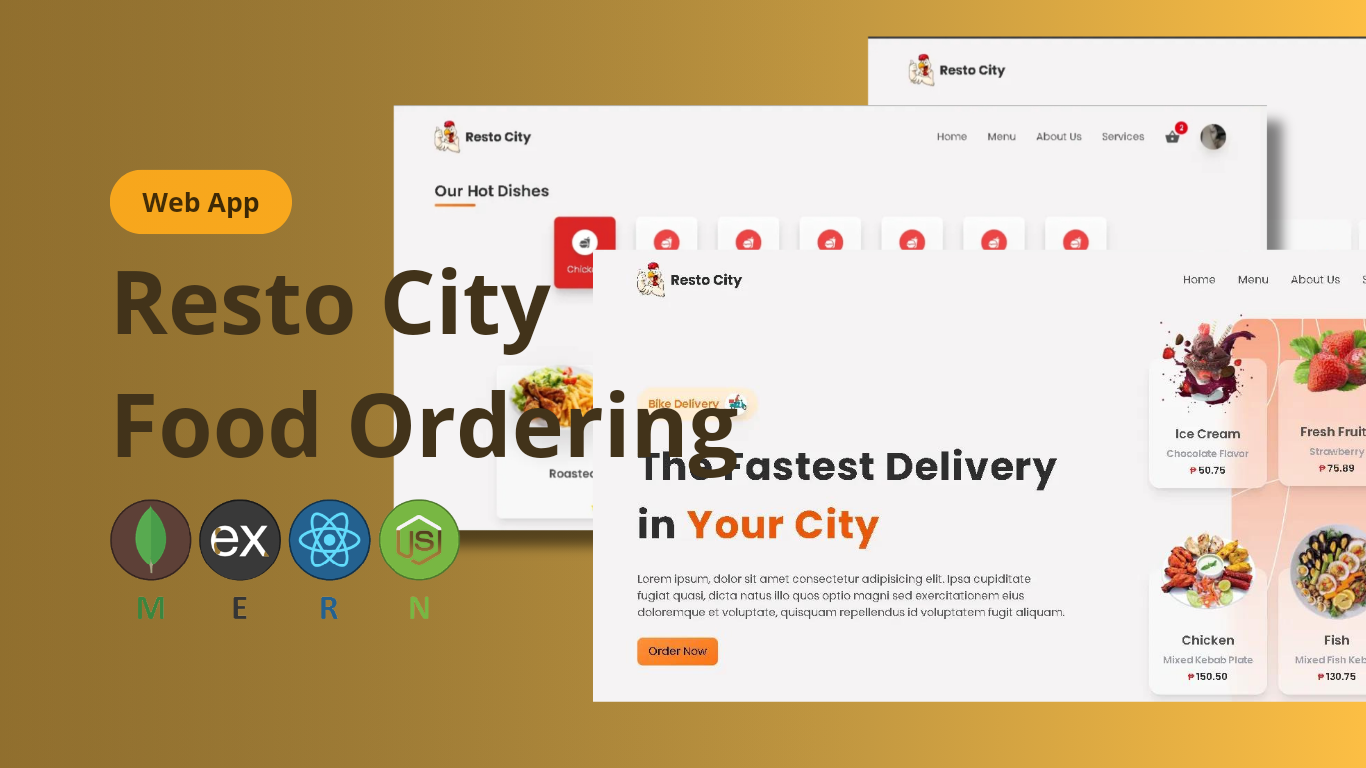 Web App
Resto City
Food Ordering
ex
JS
M E R N
Resto City
Resto City
Home Menu About Us Services 2
Our Hot Dishes
Resto City
Home Menu About Us
Bike Delivery
The Fastest Delivery
in Your City
Lorem ipsum, dolor sit amet consectetur adipisicing elit. Ipsa cupiditate
fugiat quasi, dicta natus illo quos optio magni sed exercitationem eius
doloremque et voluptate, quisquam repellendus id voluptatem fugit aliquam.
Order Now
Ice Cream
Chocolate Flavor
₱ 50.75
Fresh Fruit
Strawberry
₱ 75.89
Chicken
Mixed Kebab Plate
₱ 150.50
Fish
Mixed Fish Keb
₱ 130.75